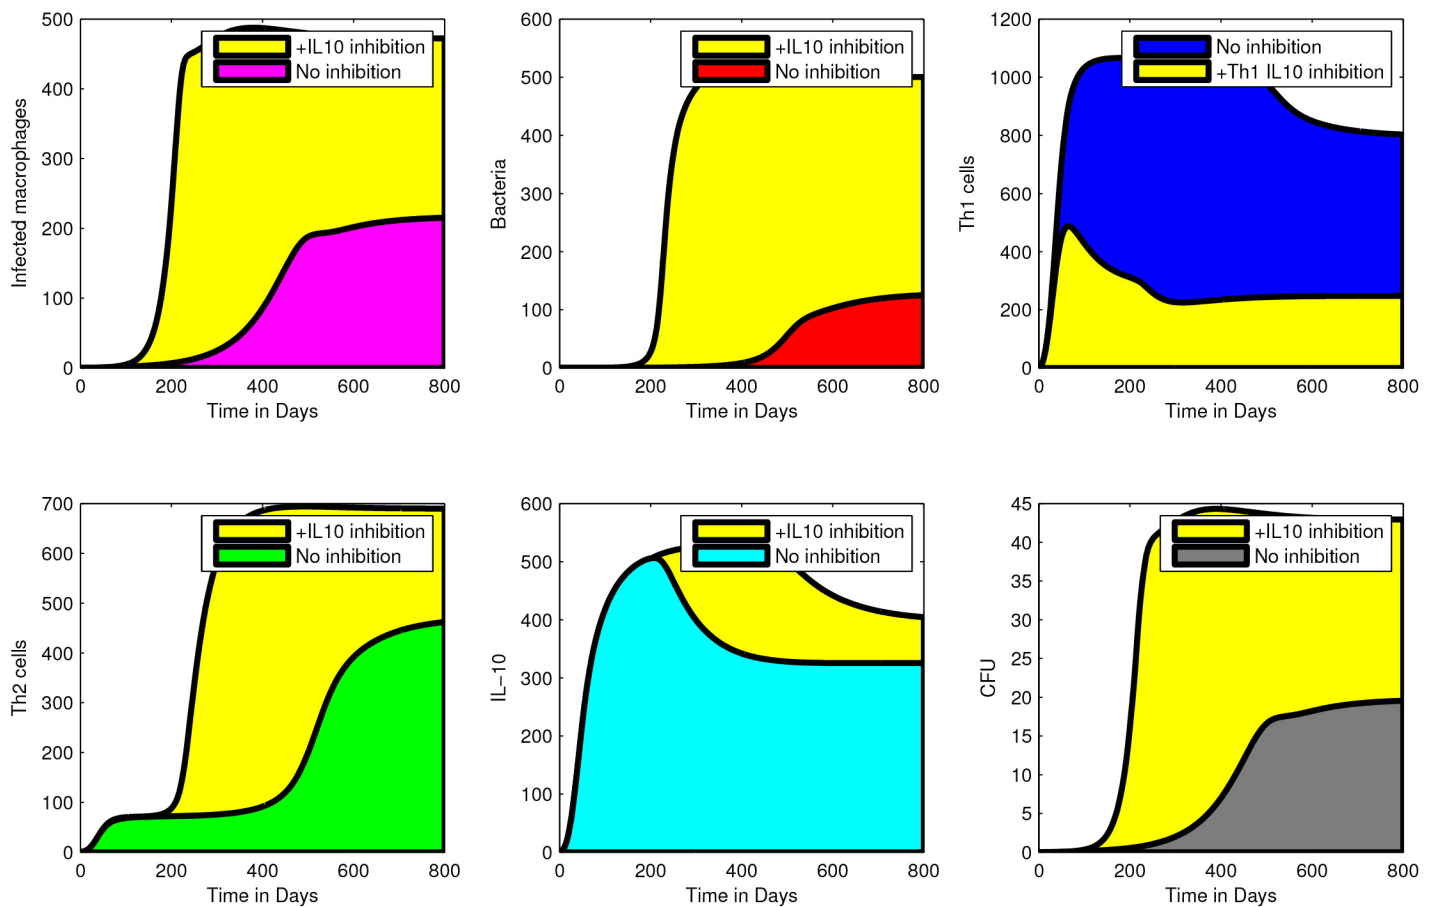 500
400
300
200
100
0
Infected macrophages
+IL10 inhibition
No inhibition
0 200 400 600 800
Time in Days
600
500
400
300
200
100
0
Bacteria
+IL10 inhibition
No inhibition
0 200 400 600 800
Time in Days
1200
1000
800
600
400
200
0
Th1 cells
No inhibition
+Th1 IL10 inhibition
0 200 400 600 800
Time in Days
700
600
500
400
300
200
100
0
Th2 cells
+IL10 inhibition
No inhibition
0 200 400 600 800
Time in Days
600
500
400
300
200
100
0
IL−10
+IL10 inhibition
No inhibition
0 200 400 600 800
Time in Days
45
40
35
30
25
20
15
10
5
0
CFU
+IL10 inhibition
No inhibition
0 200 400 600 800
Time in Days